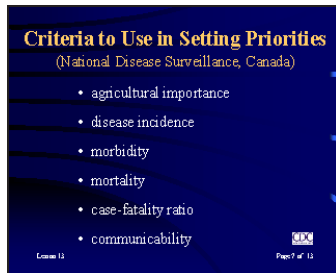 Criteria to Use in Setting Priorities
(National Disease Surveillance, Canada)
• agricultural importance
• disease incidence
• morbidity
• mortality
• case-fatality ratio
• communicability
CDC
Lesson 13
Page 7 of 13